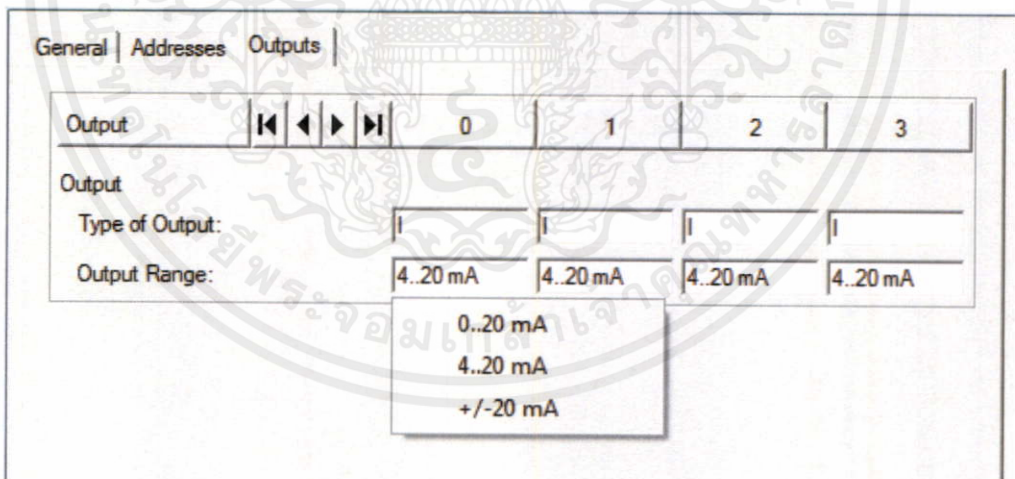 General Addresses Outputs
Output 0 1 2 3
Output
Type of Output: I I I I
Output Range: 4..20 mA 4..20 mA 4..20 mA 4..20 mA
0..20 mA
4..20 mA
+/-20 mA